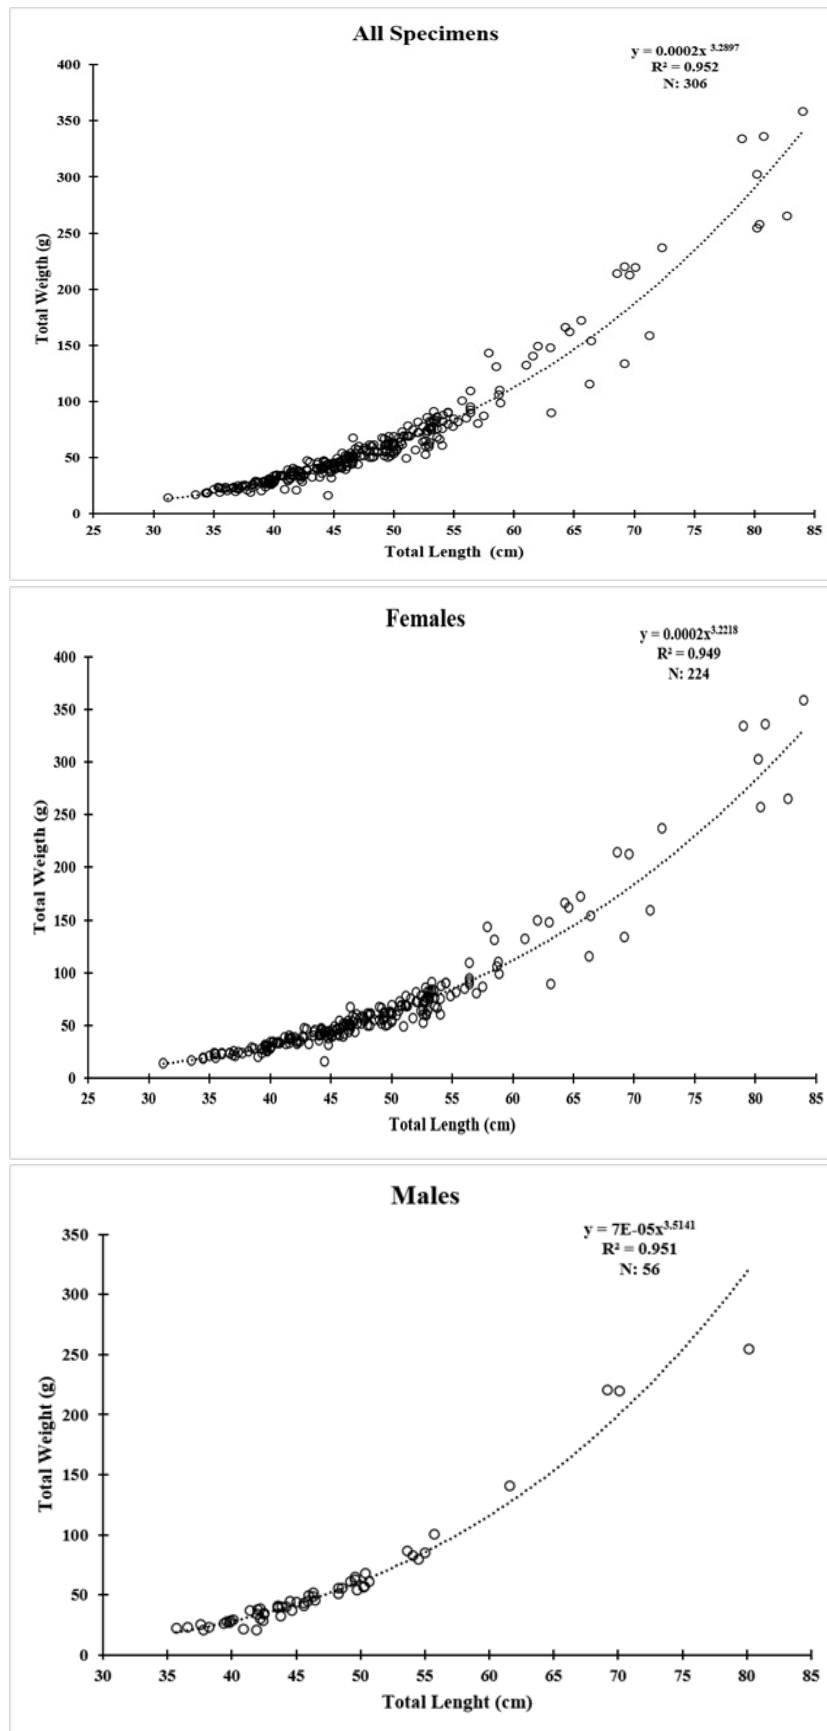 All Specimens
y = 0.0002x 3.2897
R² = 0.952
N: 306
400
350
300
250
200
150
100
50
0
Total Weigth (g)
25 30 35 40 45 50 55 60 65 70 75 80 85
Total Length (cm)
Females
y = 0.0002x3.2218
R² = 0.949
N: 224
400
350
300
250
200
150
100
50
0
Total Weigth (g)
25 30 35 40 45 50 55 60 65 70 75 80 85
Total Length (cm)
Males
y = 7E-05x3.5141
R² = 0.951
N: 56
350
300
250
200
150
100
50
0
Total Weight (g)
30 35 40 45 50 55 60 65 70 75 80 85
Total Lenght (cm)